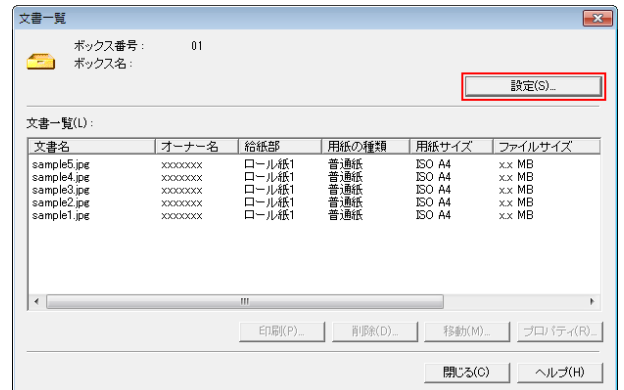 文書一覧
ボックス番号： 01
ボックス名：
設定(S)...
文書一覧(L)：
文書名 オーナー名 給紙部 用紙の種類 用紙サイズ ファイルサイズ
sample5.jpg xxxxxxx ロール紙1 普通紙 ISO A4 x.x MB
sample4.jpg xxxxxxx ロール紙1 普通紙 ISO A4 x.x MB
sample3.jpg xxxxxxx ロール紙1 普通紙 ISO A4 x.x MB
sample2.jpg xxxxxxx ロール紙1 普通紙 ISO A4 x.x MB
sample1.jpg xxxxxxx ロール紙1 普通紙 ISO A4 x.x MB
印刷(P)... 削除(D)... 移動(M)... プロパティ(R)...
閉じる(C) ヘルプ(H)